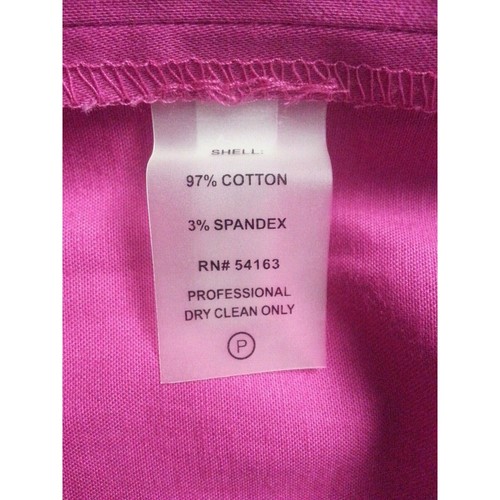 SHELL:
97% COTTON
3% SPANDEX
RN# 54163
PROFESSIONAL
DRY CLEAN ONLY
P